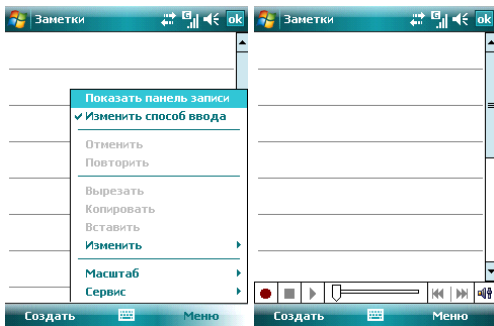 Заметки
ok
Показать панель записи
Изменить способ ввода
Отменить
Повторить
Вырезать
Копировать
Вставить
Изменить
Масштаб
Сервис
Создать
Меню
Заметки
ok
Создать
Меню